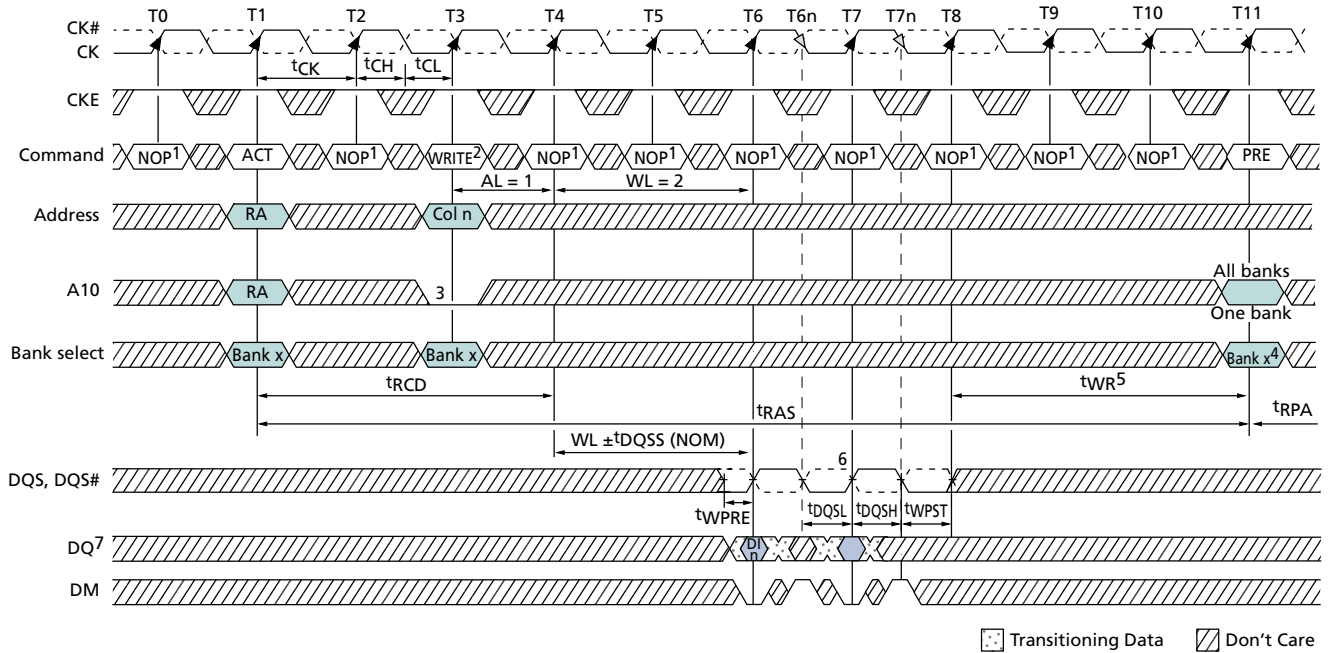 T0 T1 T2 T3 T4 T5 T6 T6n T7 T7n T8 T9 T10 T11
CK#
CK
tCK tCH tCL
CKE
Command NOP1 ACT NOP1 WRITE2 NOP1 NOP1 NOP1 NOP1 NOP1 NOP1 NOP1 PRE
AL = 1 WL = 2
Address RA Col n
All banks
A10 RA 3
One bank
Bank select Bank x Bank x Bank x4
tRCD tWR5
tRAS tRPA
WL ±tDQSS (NOM)
6
DQS, DQS#
tWPRE tDQSL tDQSH tWPST
DQ7 DI n
DM
Transitioning Data Don't Care